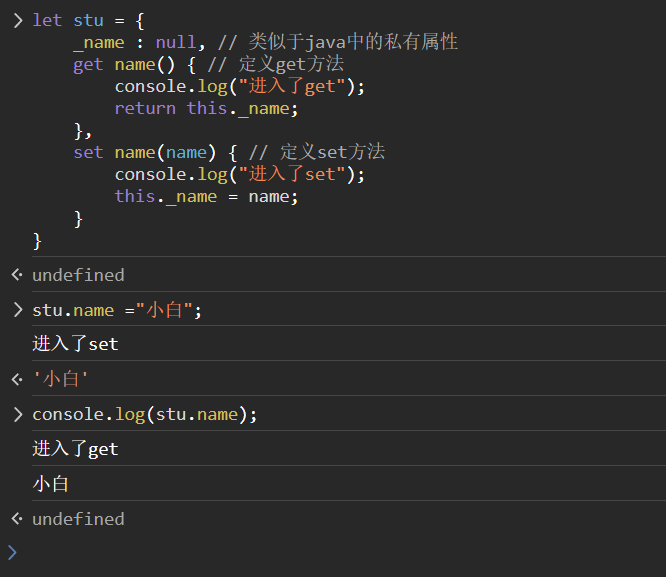 let stu = {
    _name : null, // 类似于java中的私有属性
    get name() { // 定义get方法
        console.log("进入了get");
        return this._name;
    },
    set name(name) { // 定义set方法
        console.log("进入了set");
        this._name = name;
    }
}
undefined
stu.name ="小白";
进入了set
'小白'
console.log(stu.name);
进入了get
小白
undefined